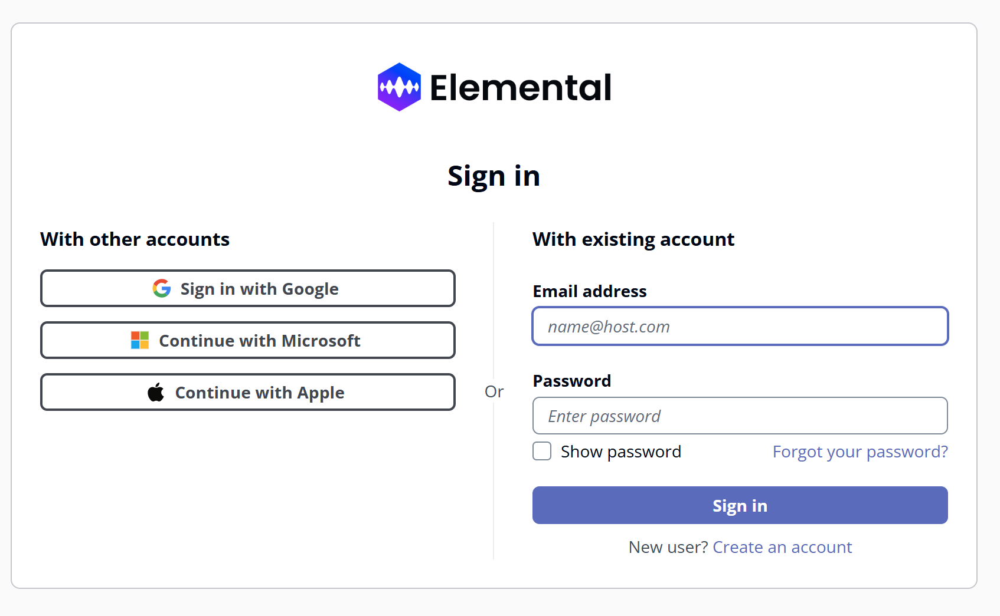 Elemental
Sign in
With other accounts
Sign in with Google
Continue with Microsoft
Continue with Apple
Or
With existing account
Email address
name@host.com
Password
Enter password
Show password
Forgot your password?
Sign in
New user? Create an account